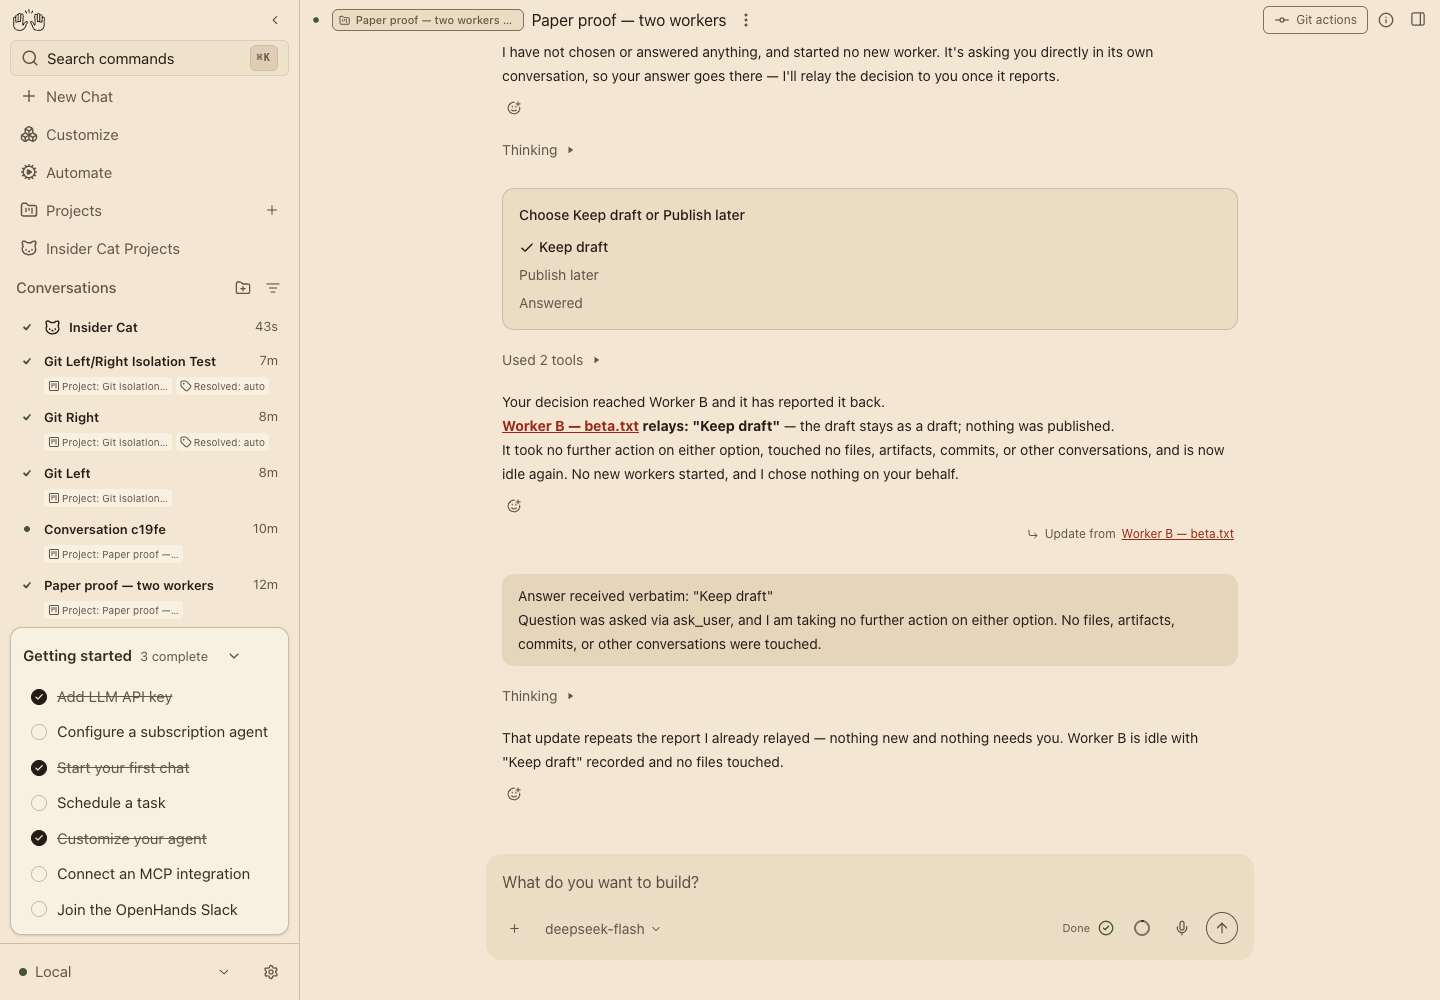 Search commands
⌘K
New Chat
Customize
Automate
Projects
Insider Cat Projects
Conversations
Insider Cat
43s
Git Left/Right Isolation Test
7m
Project: Git isolation...
Resolved: auto
Git Right
8m
Project: Git isolation...
Resolved: auto
Git Left
8m
Project: Git isolation...
Conversation c19fe
10m
Project: Paper proof —...
Paper proof — two workers
12m
Project: Paper proof —...
Getting started
3 complete
Add LLM API key
Configure a subscription agent
Start your first chat
Schedule a task
Customize your agent
Connect an MCP integration
Join the OpenHands Slack
Local
Paper proof — two workers ...
Paper proof — two workers
Git actions
I have not chosen or answered anything, and started no new worker. It's asking you directly in its own
conversation, so your answer goes there — I'll relay the decision to you once it reports.
Thinking
Choose Keep draft or Publish later
Keep draft
Publish later
Answered
Used 2 tools
Your decision reached Worker B and it has reported it back.
Worker B — beta.txt relays: "Keep draft" — the draft stays as a draft; nothing was published.
It took no further action on either option, touched no files, artifacts, commits, or other conversations, and is now
idle again. No new workers started, and I chose nothing on your behalf.
Update from Worker B — beta.txt
Answer received verbatim: "Keep draft"
Question was asked via ask_user, and I am taking no further action on either option. No files, artifacts,
commits, or other conversations were touched.
Thinking
That update repeats the report I already relayed — nothing new and nothing needs you. Worker B is idle with
"Keep draft" recorded and no files touched.
What do you want to build?
deepseek-flash
Done